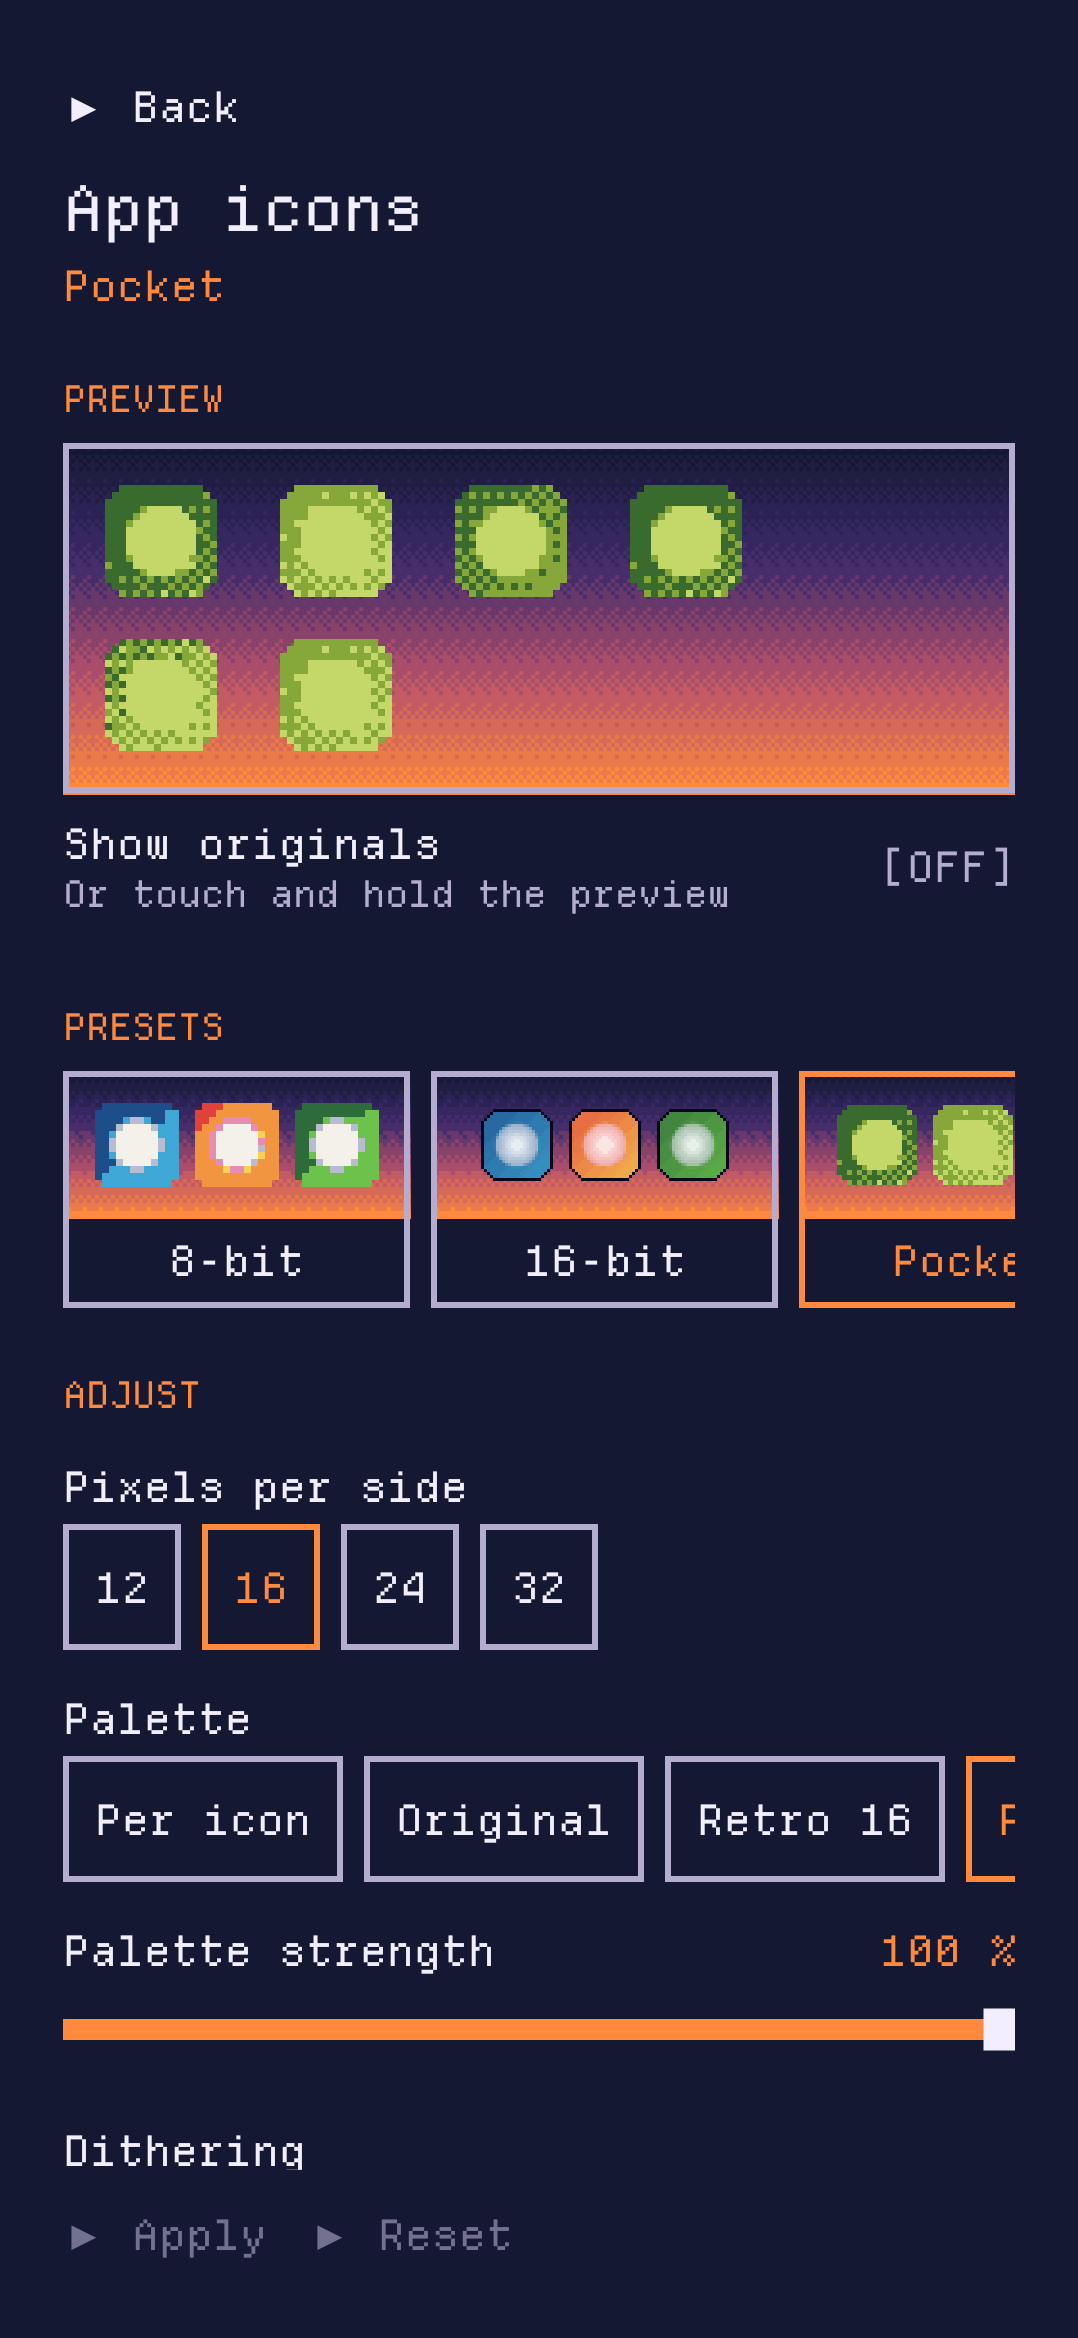 ► Back
App icons
Pocket
PREVIEW
Show originals
[OFF]
Or touch and hold the preview
PRESETS
8-bit
16-bit
Pocke
ADJUST
Pixels per side
12 16 24 32
Palette
Per icon Original Retro 16 P
Palette strength 100 %
Dithering
► Apply ► Reset